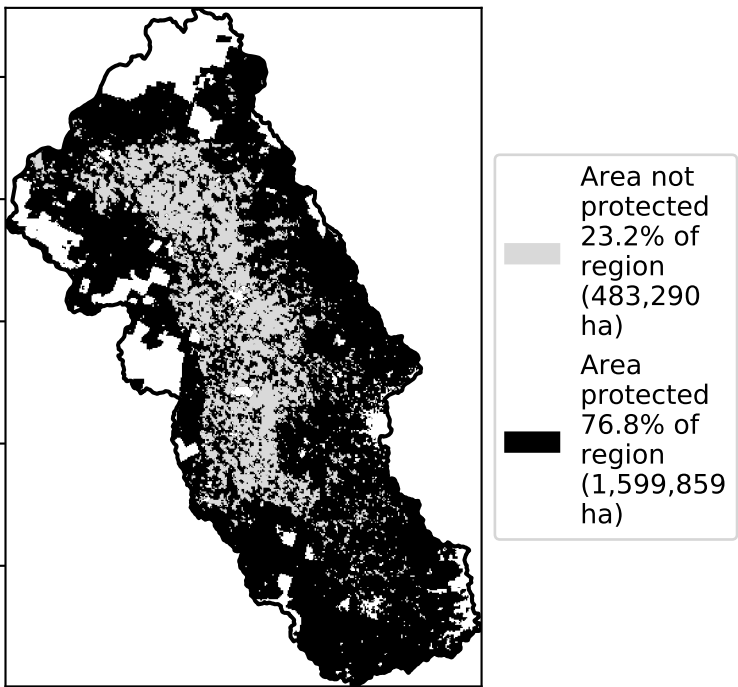 Area not
protected
23.2% of
region
(483,290
ha)
Area
protected
76.8% of
region
(1,599,859
ha)